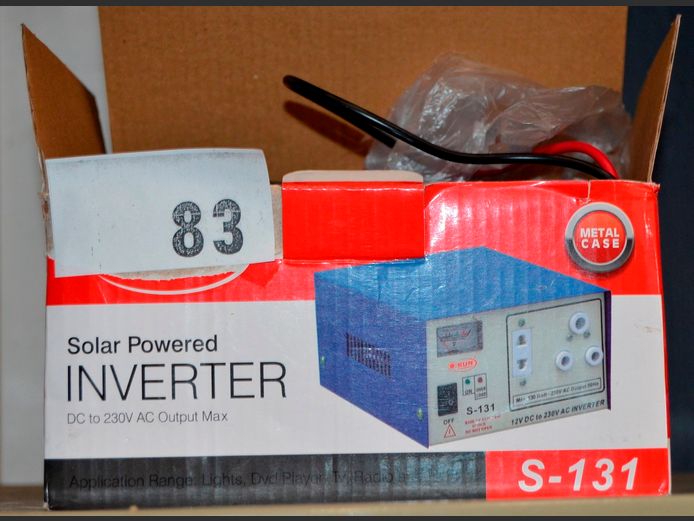 83
METAL
CASE
Solar Powered
INVERTER
DC to 230V AC Output Max
ON
OFF
S-131
12V DC to 230V AC INVERTER
Application Range: Lights, Dvd Player, Tv, Radio
S-131